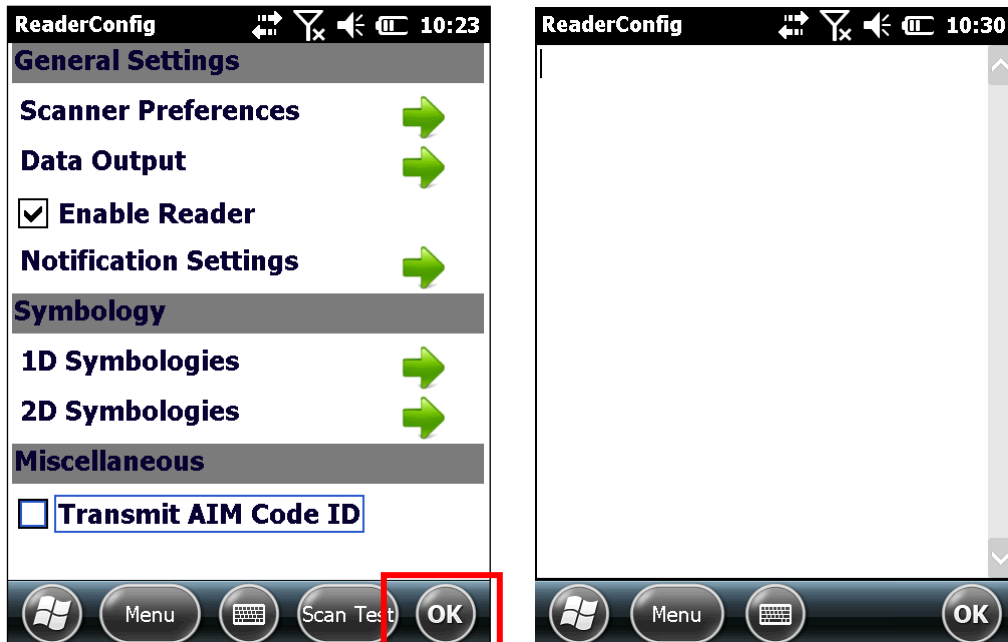 ReaderConfig 10:23
General Settings
Scanner Preferences
Data Output
Enable Reader
Notification Settings
Symbology
1D Symbologies
2D Symbologies
Miscellaneous
Transmit AIM Code ID
Menu Scan Test OK
ReaderConfig 10:30
Menu OK